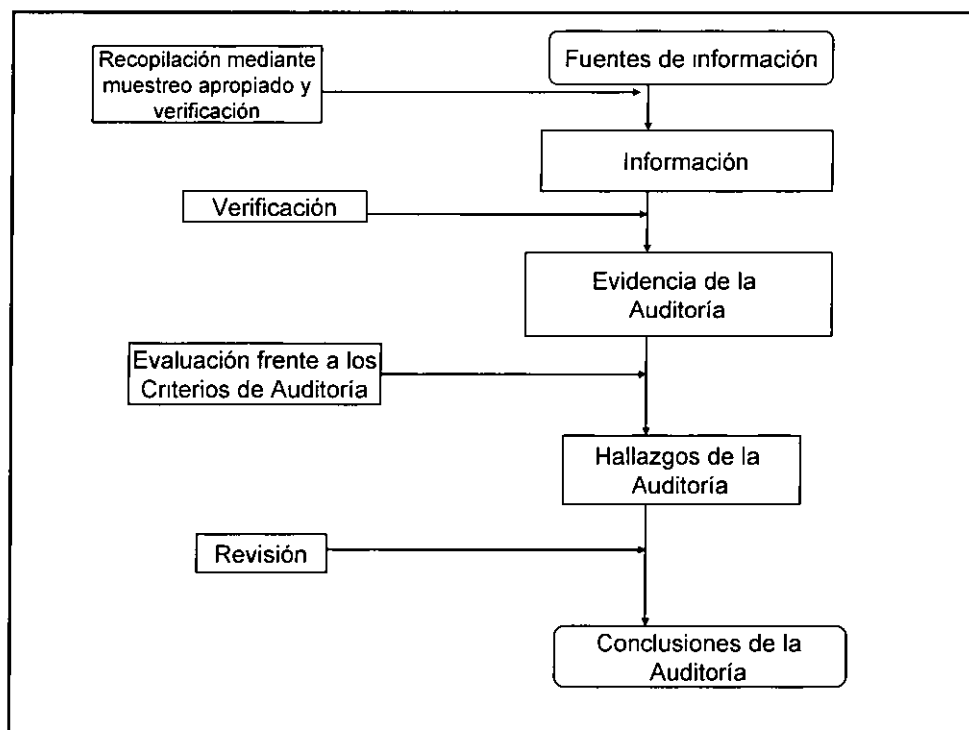 Recopilación mediante
muestreo apropiado y
verificación
Fuentes de información
Información
Verificación
Evidencia de la
Auditoría
Evaluación frente a los
Criterios de Auditoría
Hallazgos de la
Auditoría
Revisión
Conclusiones de la
Auditoría